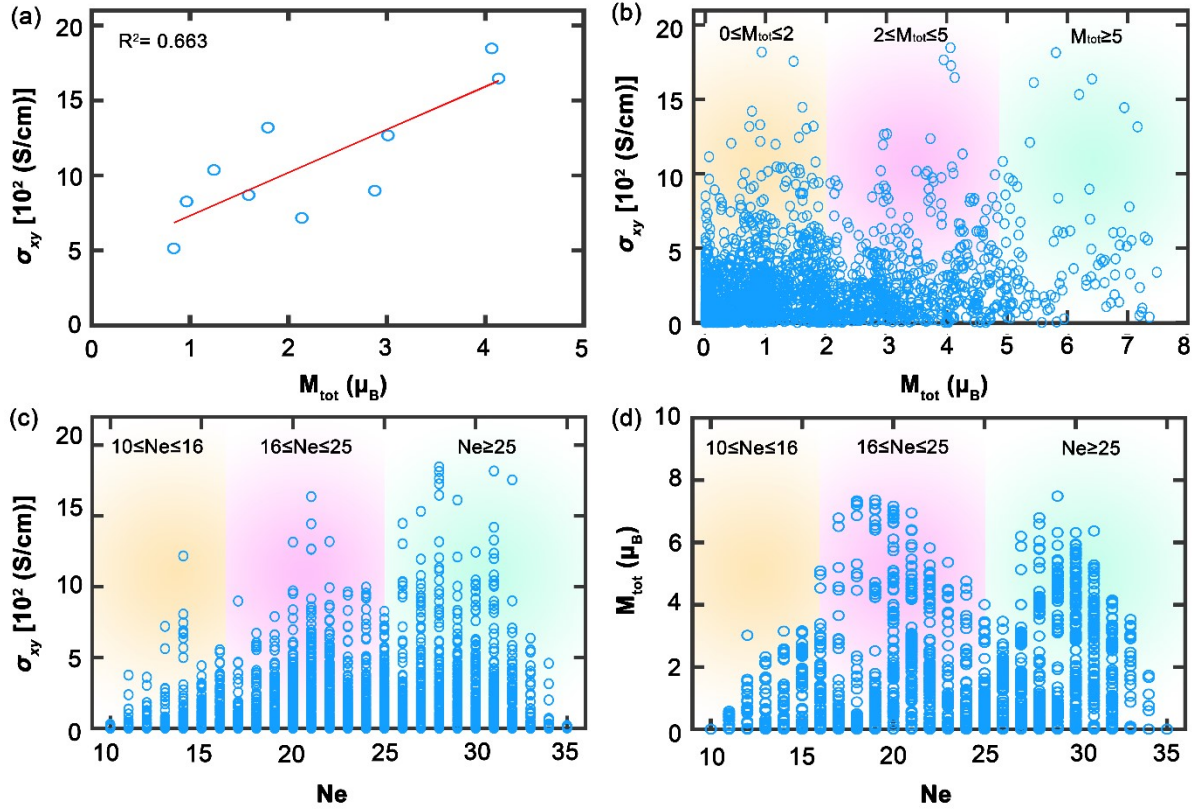 (a)
R²= 0.663
20
15
10
5
0
σxy [10² (S/cm)]
0 1 2 3 4 5
Mtot (μB)
(b)
0≤Mtot≤2 2≤Mtot≤5 Mtot≥5
20
15
10
5
0
σxy [10² (S/cm)]
0 1 2 3 4 5 6 7 8
Mtot (μB)
(c)
10≤Ne≤16 16≤Ne≤25 Ne≥25
20
15
10
5
0
σxy [10² (S/cm)]
10 15 20 25 30 35
Ne
(d)
10≤Ne≤16 16≤Ne≤25 Ne≥25
10
8
6
4
2
0
Mtot (μB)
10 15 20 25 30 35
Ne